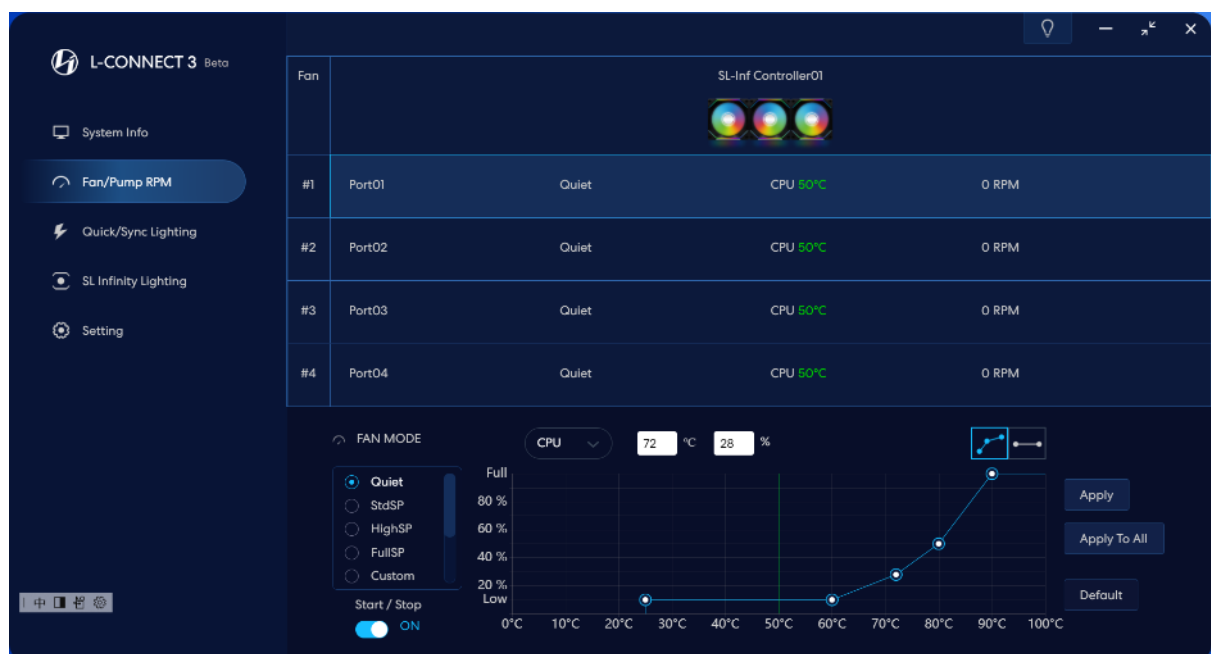 L-CONNECT 3 Beta
System Info
Fan/Pump RPM
Quick/Sync Lighting
SL Infinity Lighting
Setting
Fan SL-Inf Controller01
#1 Port01 Quiet CPU 50°C 0 RPM
#2 Port02 Quiet CPU 50°C 0 RPM
#3 Port03 Quiet CPU 50°C 0 RPM
#4 Port04 Quiet CPU 50°C 0 RPM
FAN MODE
Quiet
StdSP
HighSP
FullSP
Custom
Start / Stop
ON
CPU 72 °C 28 %
Full
80 %
60 %
40 %
20 %
Low
0°C 10°C 20°C 30°C 40°C 50°C 60°C 70°C 80°C 90°C 100°C
Apply
Apply To All
Default
中